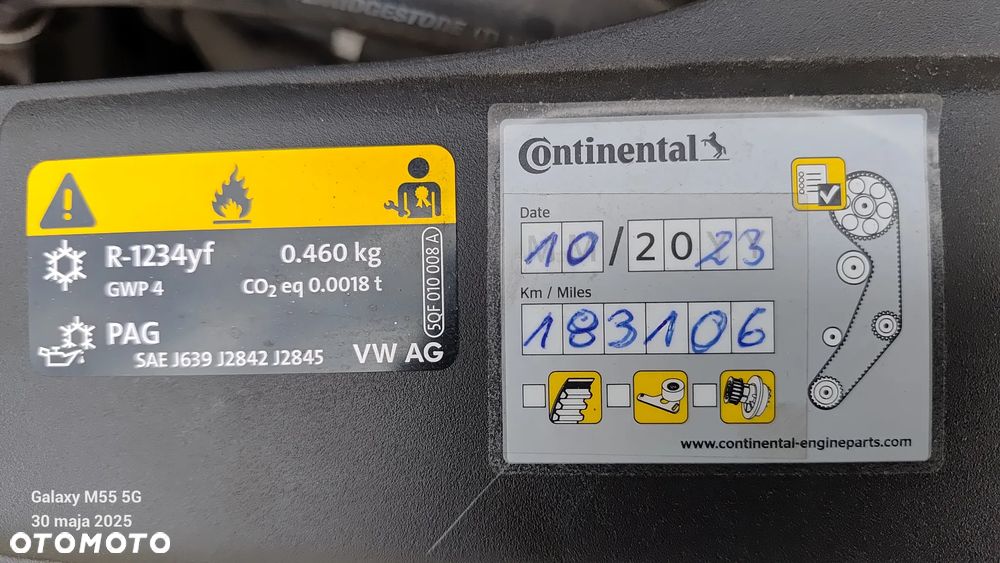 BRIDGESTONE
R-1234yf 0.460 kg
GWP 4 CO2 eq 0.0018 t
PAG
SAE J639 J2842 J2845 VW AG
5QF 010 008 A
Continental
Date
10/2023
Km / Miles
183106
www.continental-engineparts.com
Galaxy M55 5G
30 maja 2025
OTOMOTO